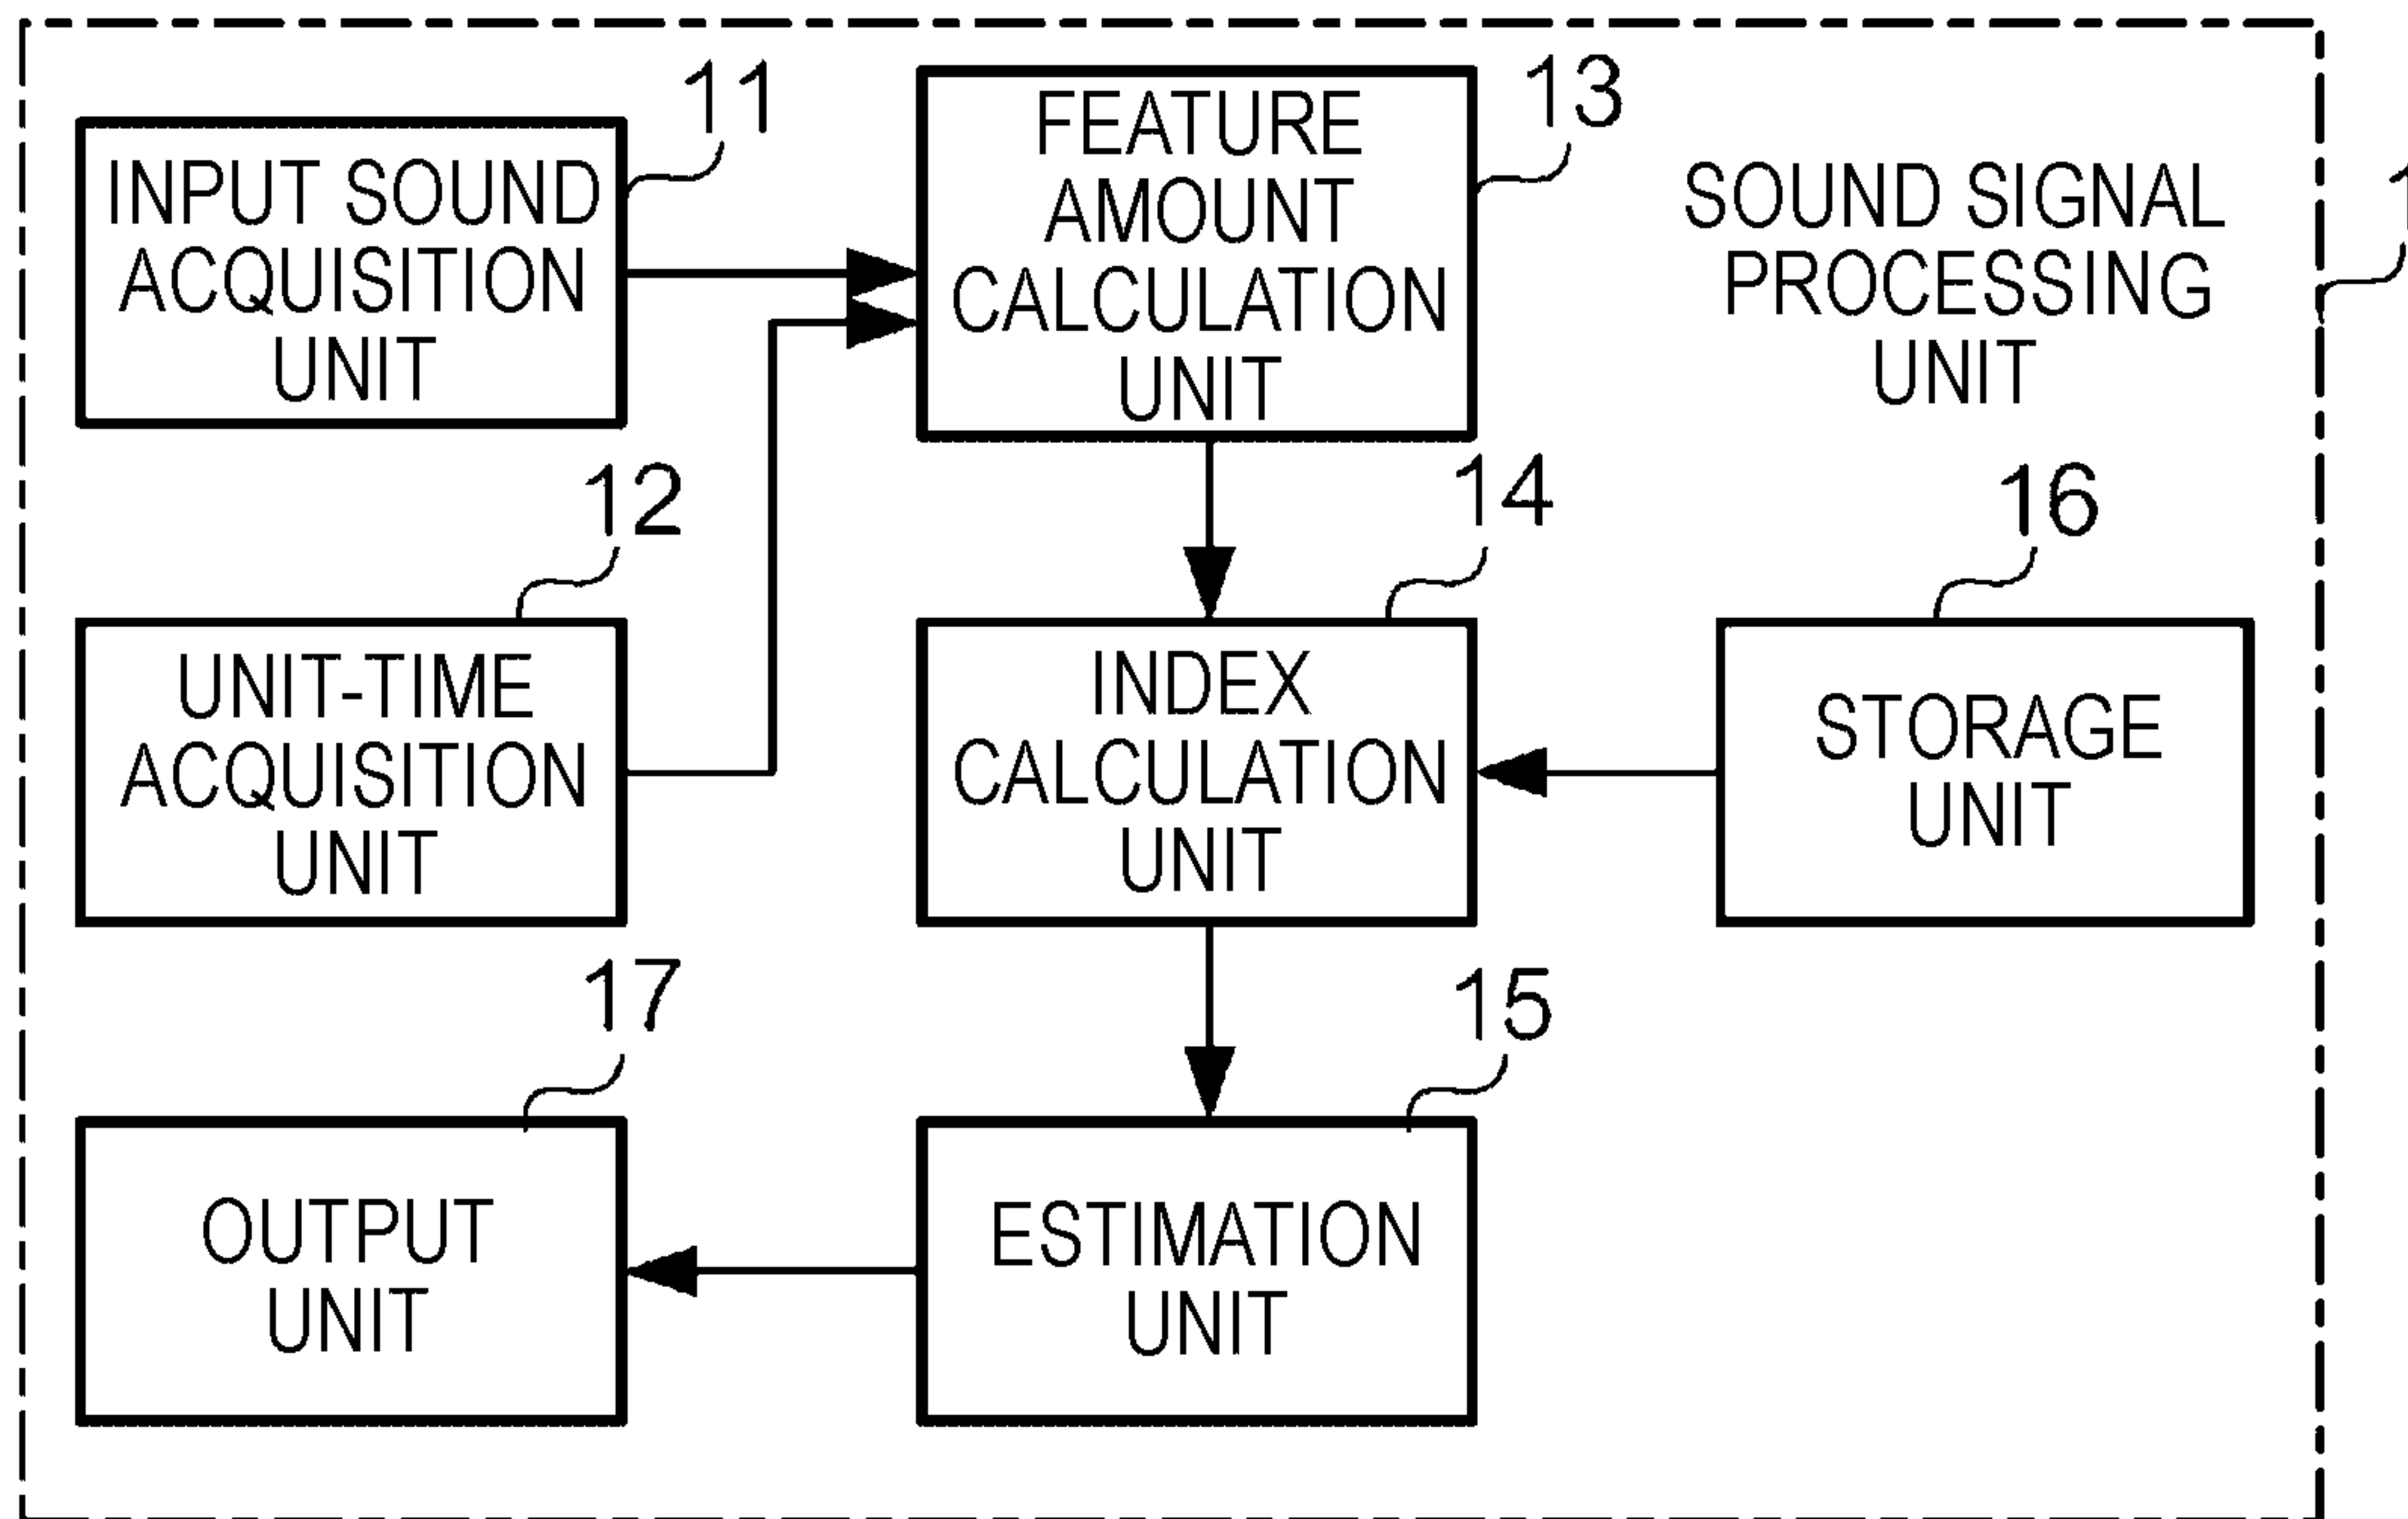 11
INPUT SOUND
ACQUISITION
UNIT
13
FEATURE
AMOUNT
CALCULATION
UNIT
SOUND SIGNAL
PROCESSING
UNIT
12
UNIT-TIME
ACQUISITION
UNIT
14
INDEX
CALCULATION
UNIT
16
STORAGE
UNIT
17
OUTPUT
UNIT
15
ESTIMATION
UNIT